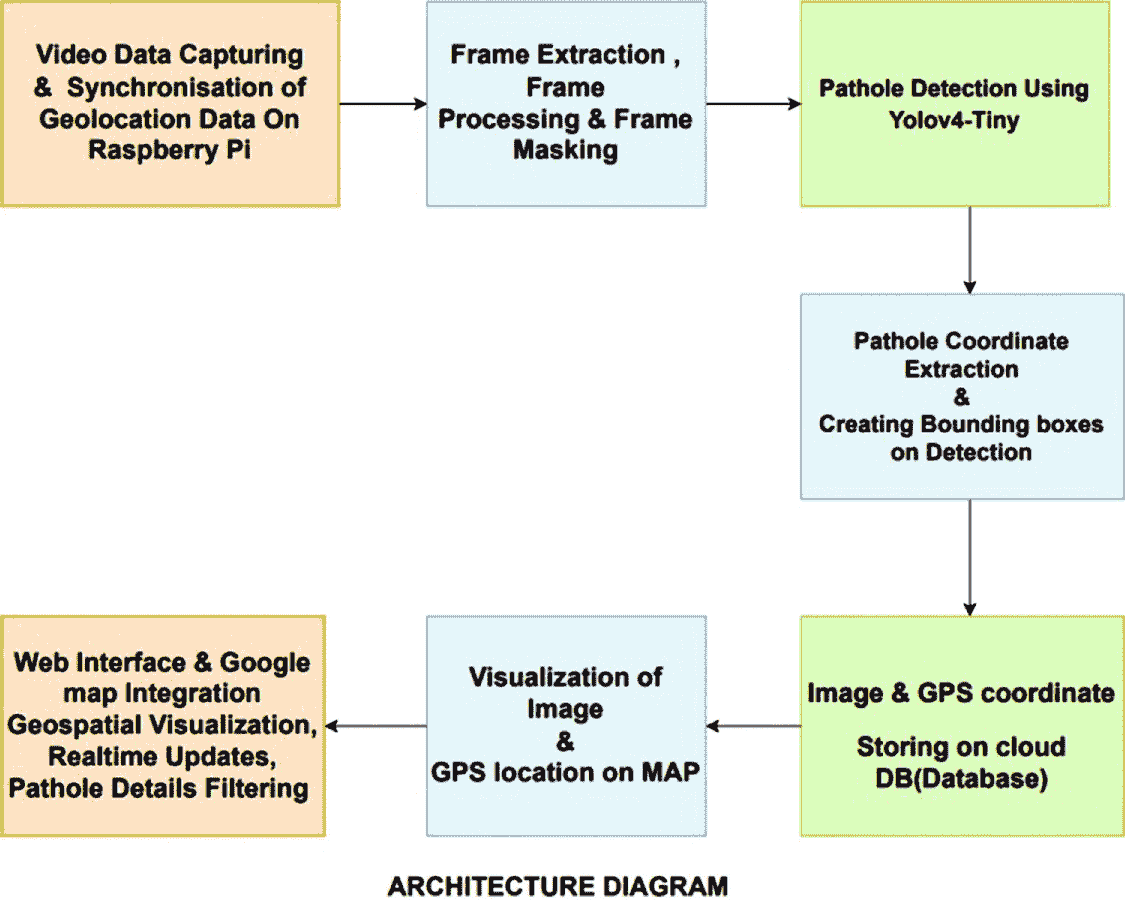 Video Data Capturing
& Synchronisation of
Geolocation Data On
Raspberry Pi
Frame Extraction ,
Frame
Processing & Frame
Masking
Pathole Detection Using
Yolov4-Tiny
Pathole Coordinate
Extraction
&
Creating Bounding boxes
on Detection
Image & GPS coordinate
Storing on cloud
DB(Database)
Visualization of
Image
&
GPS location on MAP
Web Interface & Google
map Integration
Geospatial Visualization,
Realtime Updates,
Pathole Details Filtering
ARCHITECTURE DIAGRAM